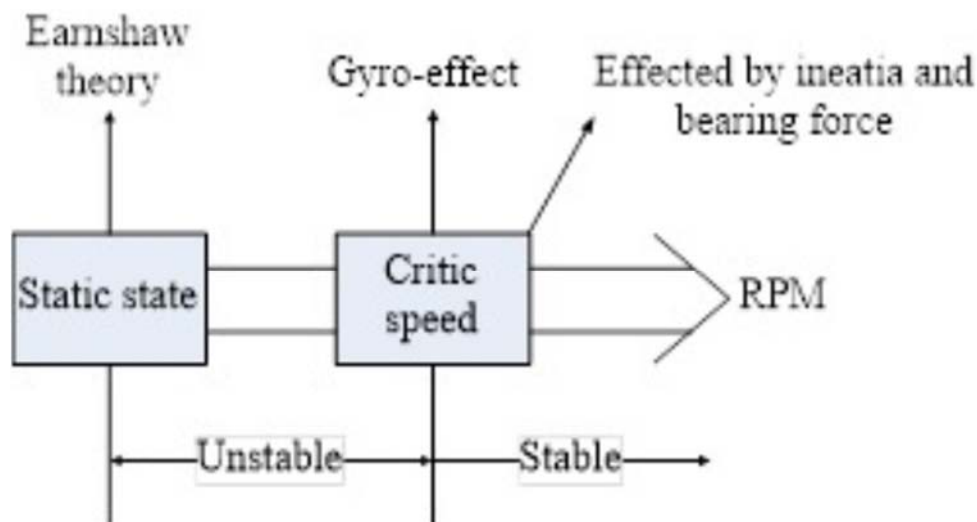 Earnshaw
theory
Gyro-effect
Effected by ineatia and
bearing force
Static state
Critic
speed
RPM
Unstable
Stable